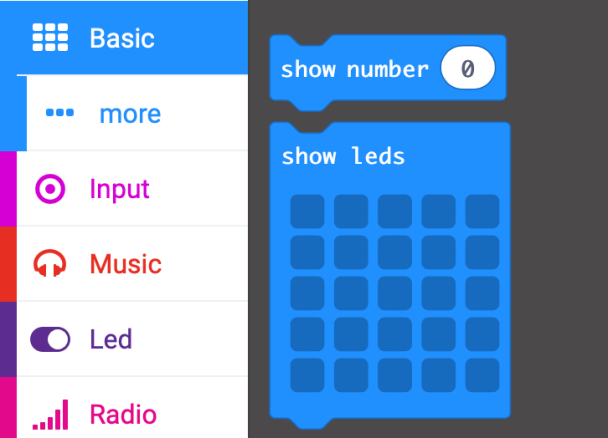 Basic
more
Input
Music
Led
Radio
show number 0
show leds